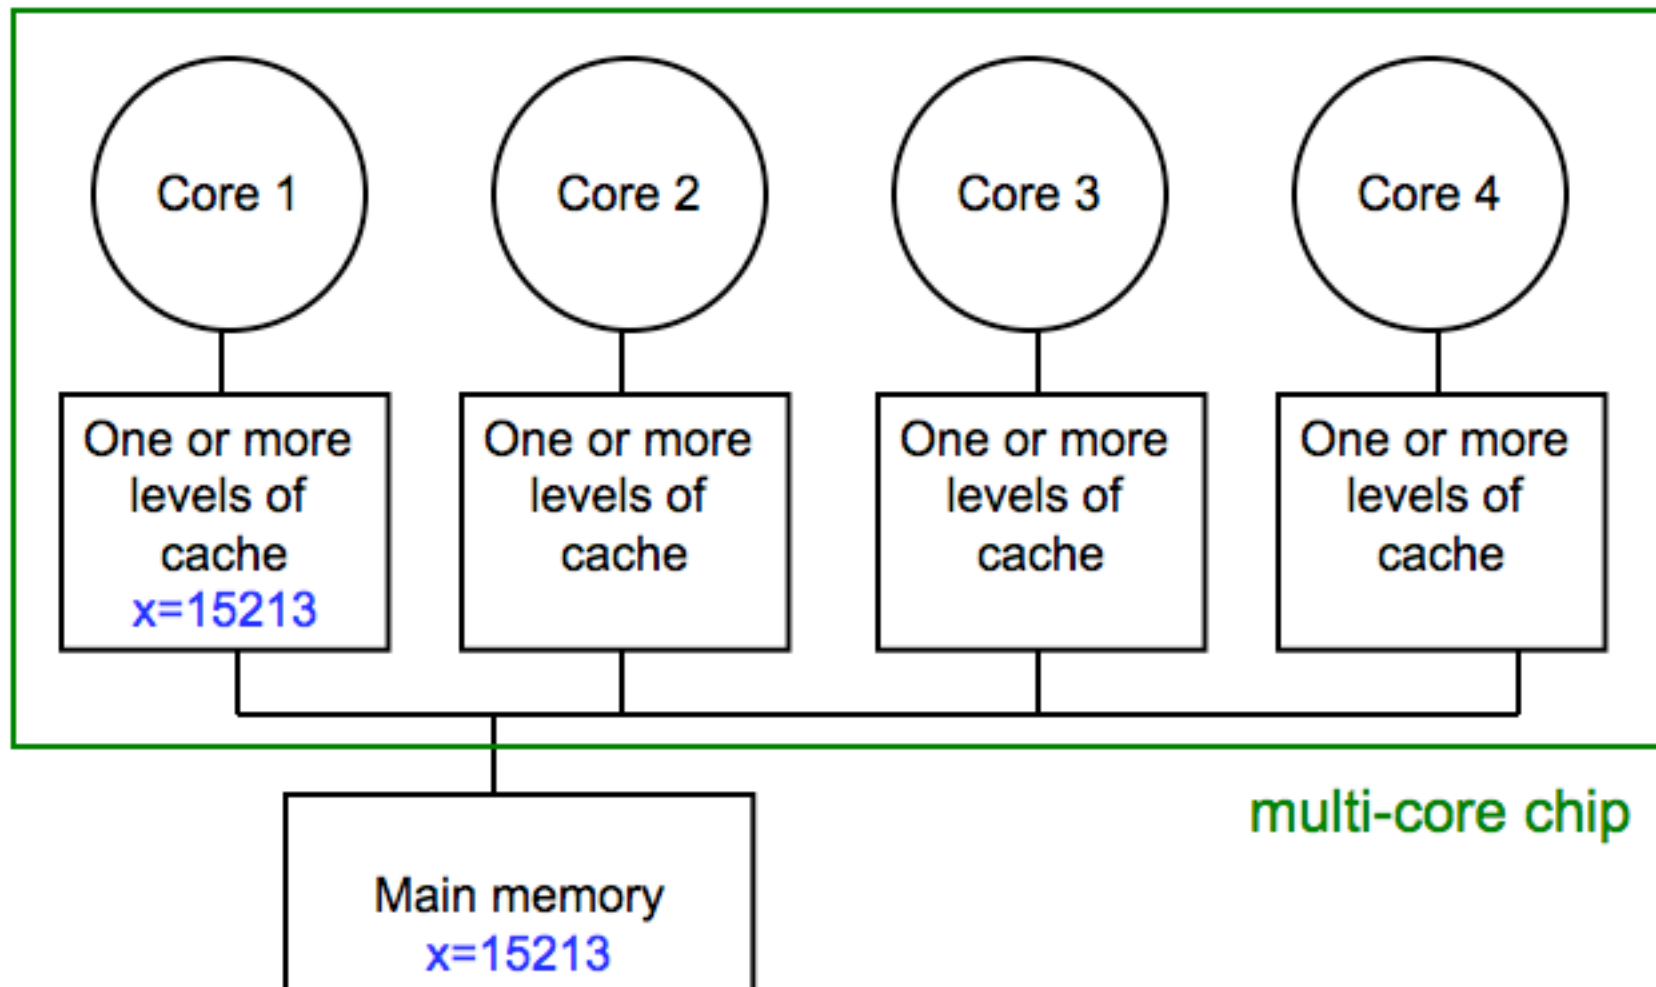 Core 1
Core 2
Core 3
Core 4
One or more
levels of
cache
x=15213
One or more
levels of
cache
One or more
levels of
cache
One or more
levels of
cache
multi-core chip
Main memory
x=15213